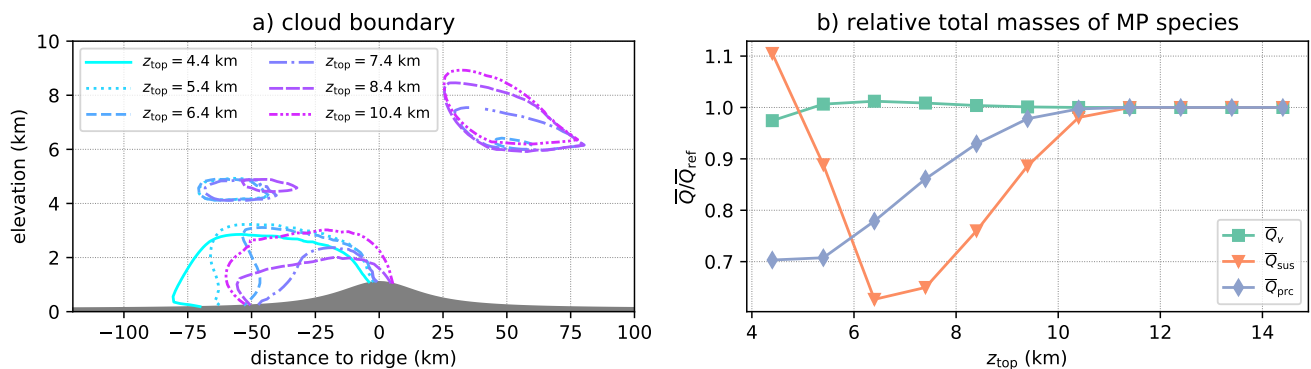 a) cloud boundary
z_top = 4.4 km
z_top = 5.4 km
z_top = 6.4 km
z_top = 7.4 km
z_top = 8.4 km
z_top = 10.4 km
10
8
6
4
2
0
elevation (km)
−100 −75 −50 −25 0 25 50 75 100
distance to ridge (km)
b) relative total masses of MP species
1.1
1.0
0.9
0.8
0.7
Q̅/Q̅_ref
Q̅_v
Q̅_sus
Q̅_prc
4 6 8 10 12 14
z_top (km)